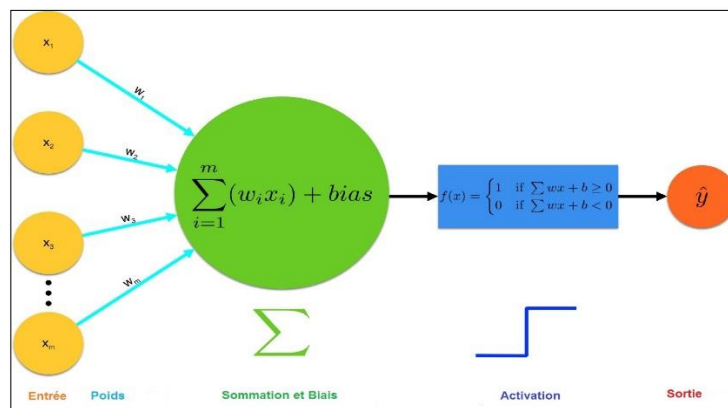 x₁
w₁
x₂
w₂
x₃
w₃
xₘ
wₘ
∑_{i=1}^{m}(wᵢxᵢ) + bias
f(x) = { 1 if ∑ wx + b ≥ 0
0 if ∑ wx + b < 0
ŷ
∑
Entrée Poids Sommation et Biais Activation Sortie